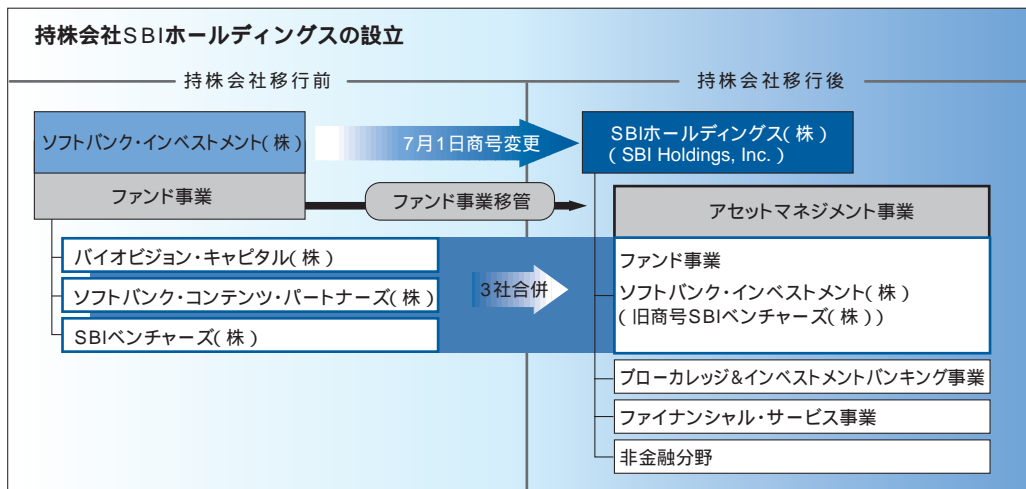 持株会社SBIホールディングスの設立
持株会社移行前
持株会社移行後
ソフトバンク・インベストメント(株)
7月1日商号変更
SBIホールディングス(株)
(SBI Holdings, Inc.)
ファンド事業
ファンド事業移管
アセットマネジメント事業
バイオビジョン・キャピタル(株)
ソフトバンク・コンテンツ・パートナーズ(株)
SBIベンチャーズ(株)
3社合併
ファンド事業
ソフトバンク・インベストメント(株)
(旧商号SBIベンチャーズ(株))
ブローカレッジ&インベストメントバンキング事業
ファイナンシャル・サービス事業
非金融分野